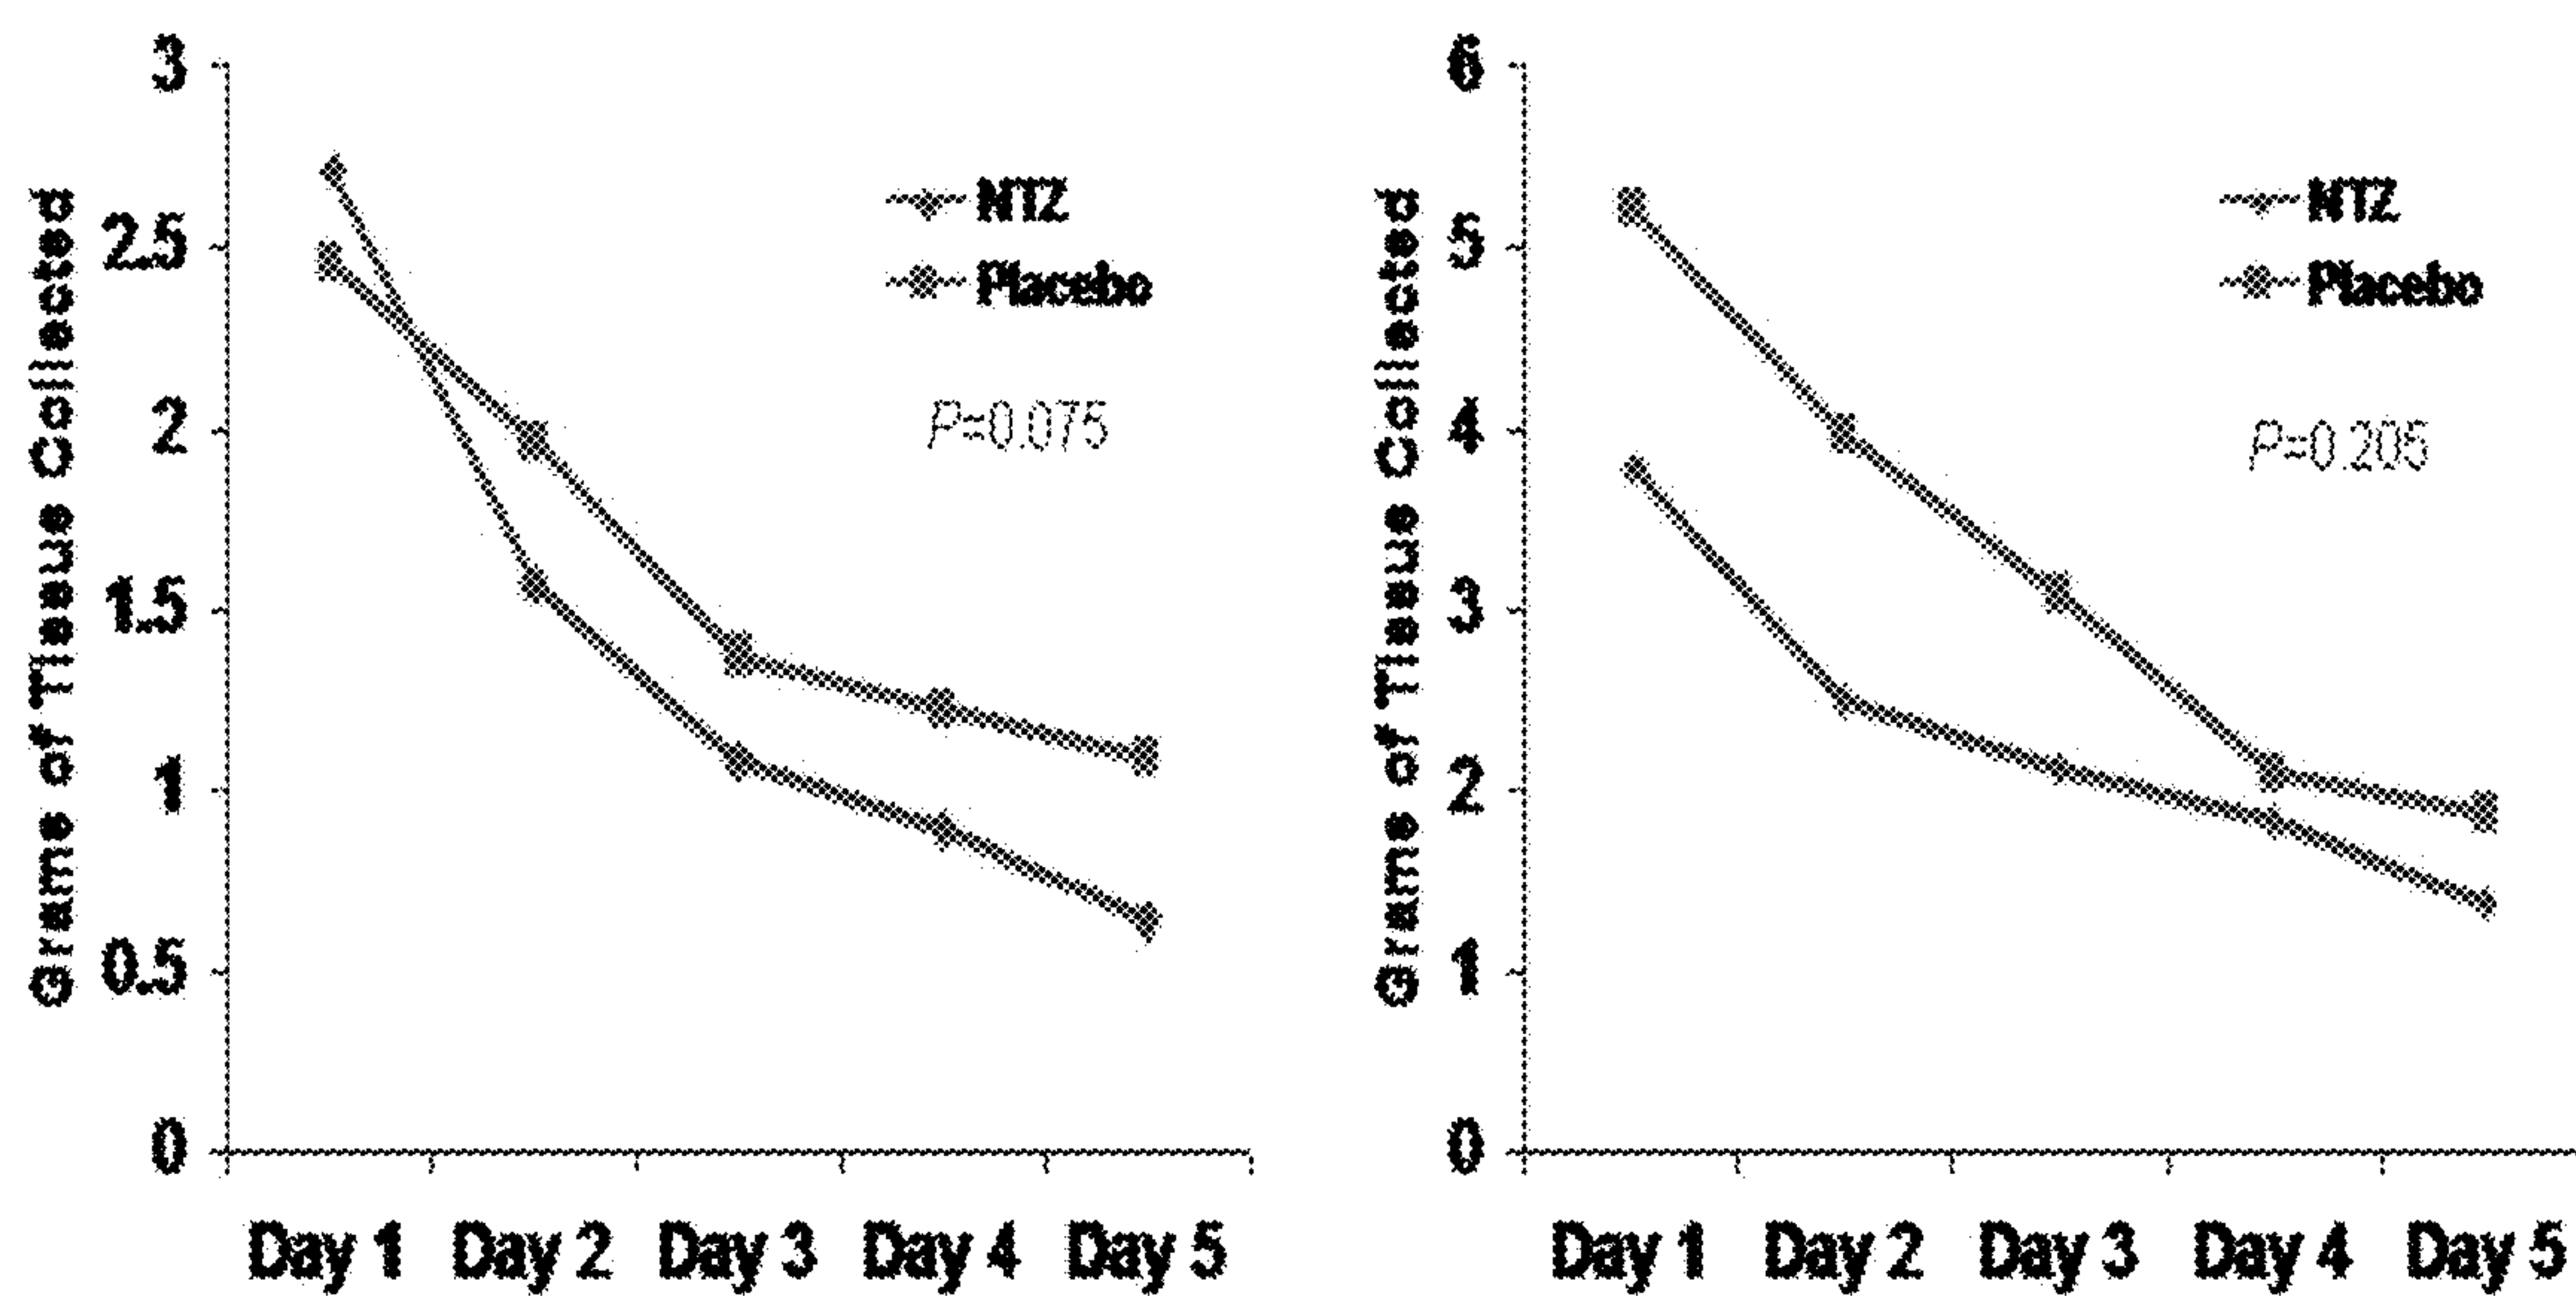 Grams of Tissue Collected
3
2.5
2
1.5
1
0.5
0
NTZ
Placebo
P=0.075
Day 1 Day 2 Day 3 Day 4 Day 5
Grams of Tissue Collected
6
5
4
3
2
1
0
NTZ
Placebo
P=0.205
Day 1 Day 2 Day 3 Day 4 Day 5